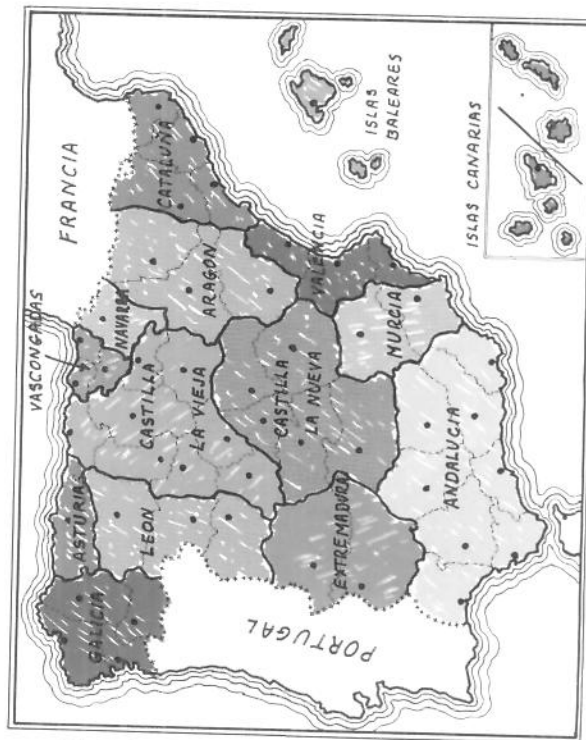 FRANCIA
VASCONGADAS
GALICIA
ASTURIAS
LEON
CASTILLA
LA VIEJA
NAVARRA
ARAGON
CATALUÑA
PORTUGAL
EXTREMADURA
CASTILLA
LA NUEVA
VALENCIA
MURCIA
ANDALUCIA
ISLAS
BALEARES
ISLAS CANARIAS